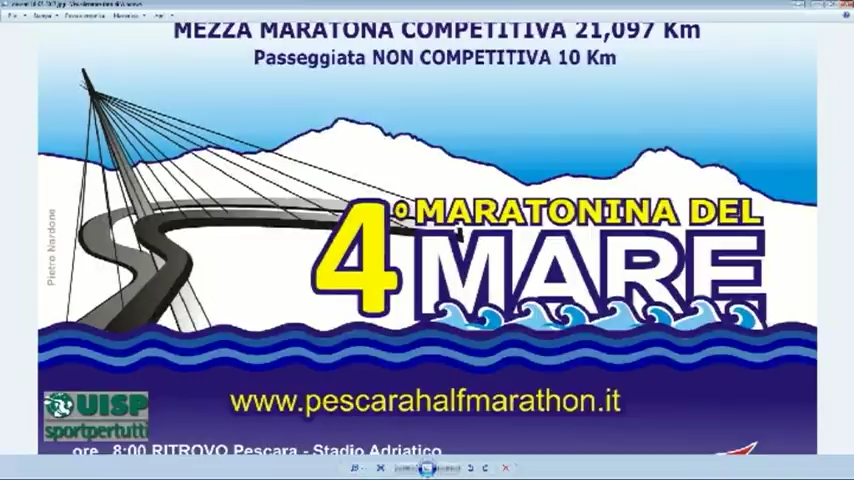 MEZZA MARATONA COMPETITIVA 21,097 Km
Passeggiata NON COMPETITIVA 10 Km
4° MARATONINA DEL
MARE
Pietro Nardone
www.pescarahalfmarathon.it
UISP
sportpertutti
ore 8:00 RITROVO Pescara - Stadio Adriatico